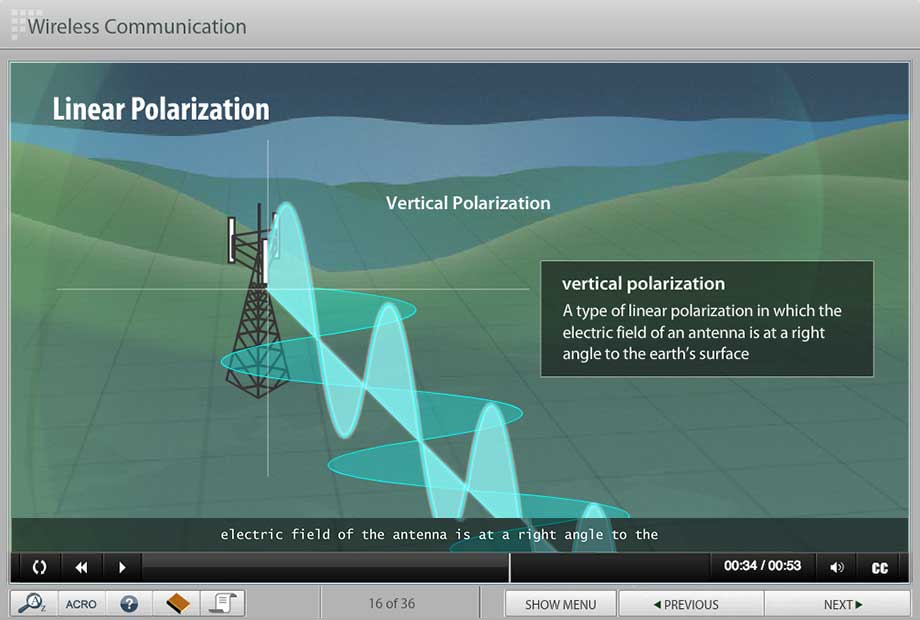 Wireless Communication
Linear Polarization
Vertical Polarization
vertical polarization
A type of linear polarization in which the
electric field of an antenna is at a right
angle to the earth's surface
electric field of the antenna is at a right angle to the
00:34 / 00:53
CC
A
Z
ACRO
?
16 of 36
SHOW MENU
PREVIOUS
NEXT